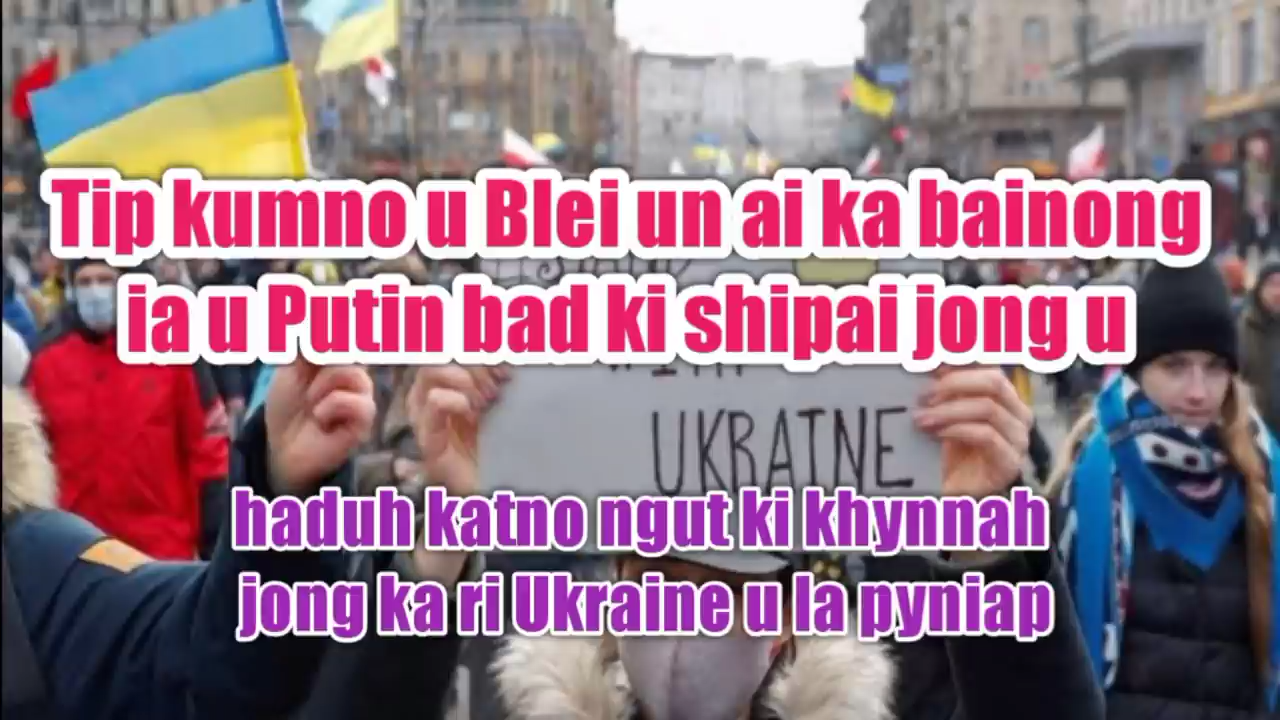 Tip kumno u Blei un ai ka bainong
ia u Putin bad ki shipai jong u
UKRAINE
haduh katno ngut ki khynnah
jong ka ri Ukraine u la pyniap